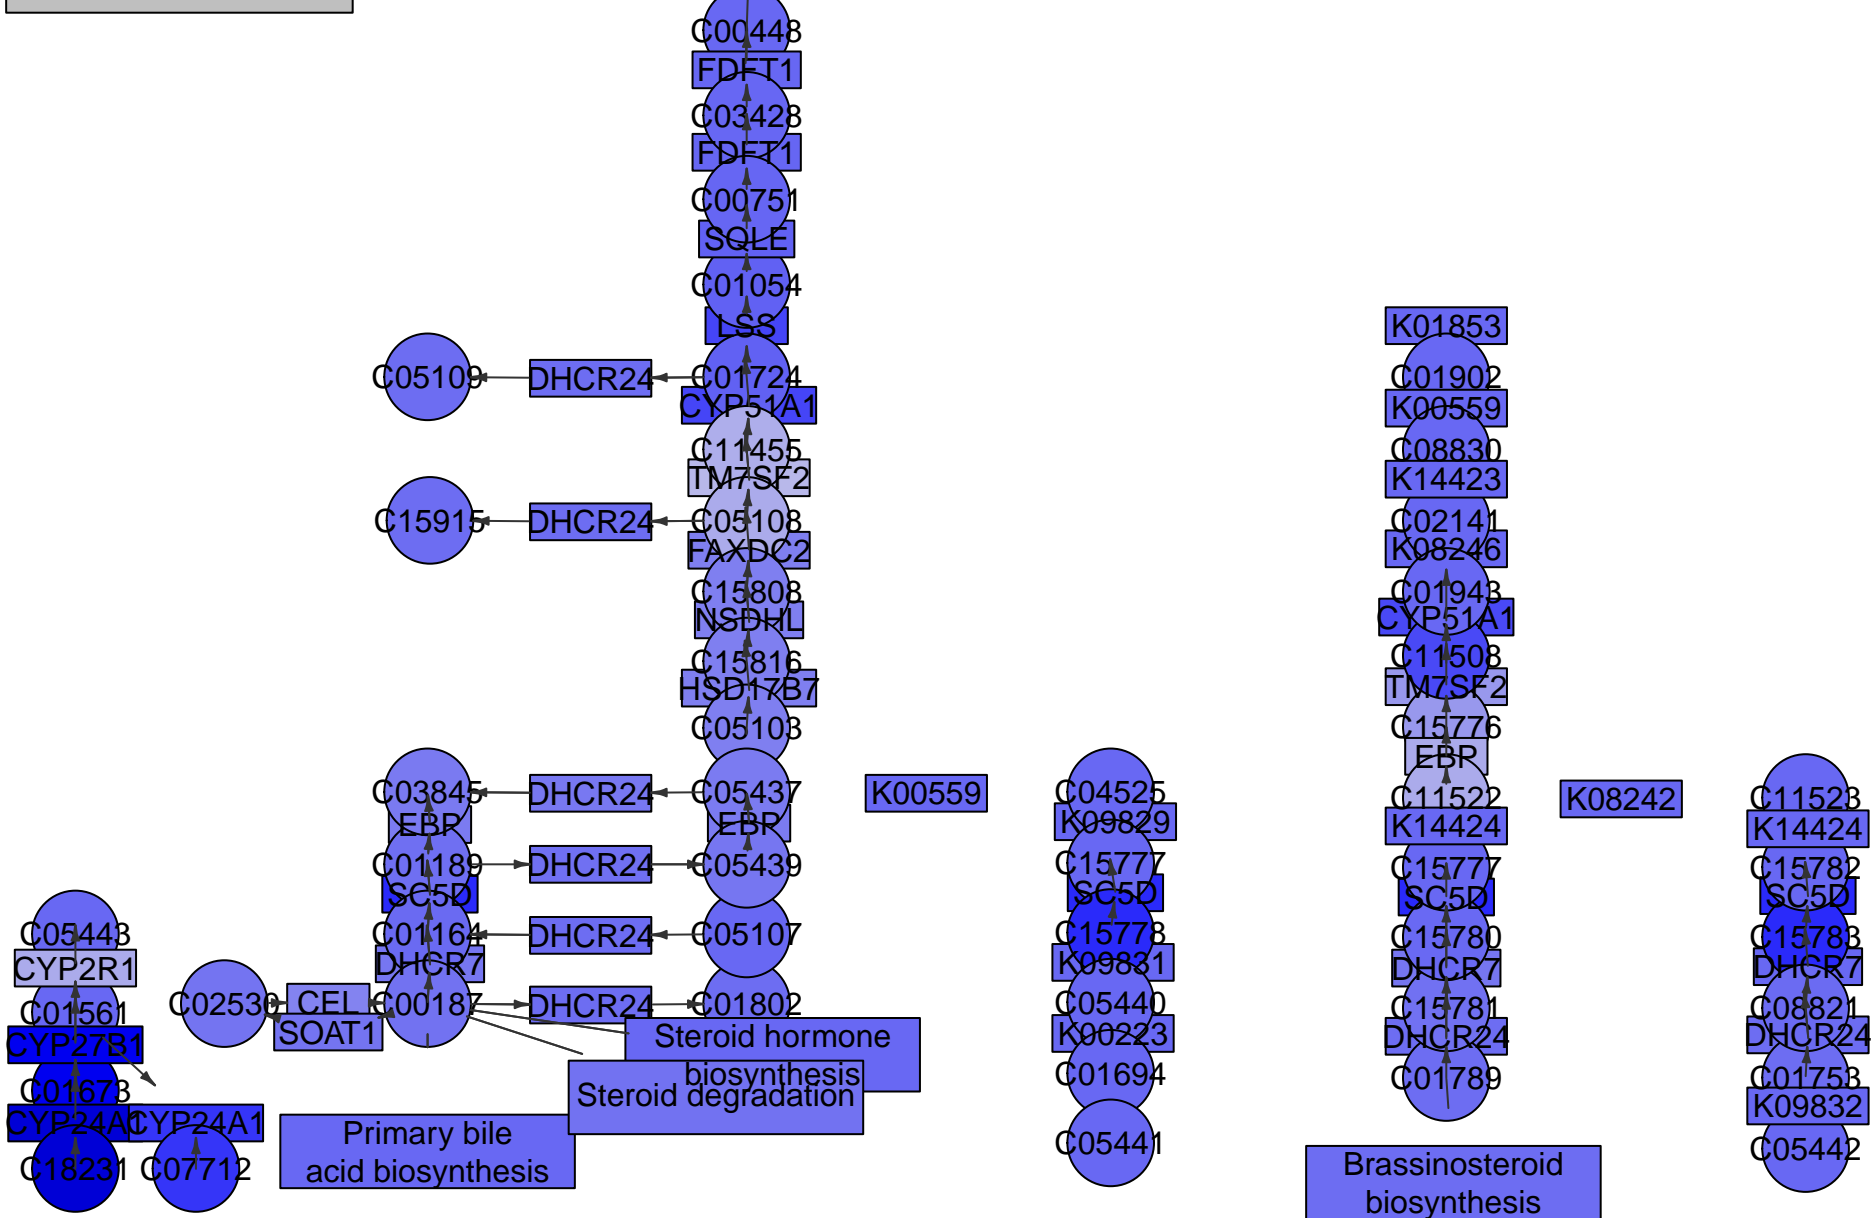 C00448
FDFT1
C03428
FDFT1
C00751
SQLE
C01054
LSS
C05109
DHCR24
C01724
CYP51A1
C11455
TM7SF2
C15915
DHCR24
C05108
FAXDC2
C15808
NSDHL
C15816
HSD17B7
C05103
C03845
DHCR24
C05437
EBP
EBP
C01189
DHCR24
C05439
SC5D
C01164
DHCR24
C05107
DHCR7
C02530
CEL
C00187
DHCR24
C01802
SOAT1
Steroid hormone
biosynthesis
Steroid degradation
Primary bile
acid biosynthesis
C05443
CYP2R1
C01561
CYP27B1
C01673
CYP24A1
CYP24A1
C18231
C07712
K00559
C04525
K09829
C15777
SC5D
C15778
K09831
C05440
K00223
C01694
C05441
K01853
C01902
K00559
C08830
K14423
C02141
K08246
C01943
CYP51A1
C11508
TM7SF2
C15776
EBP
C11522
K14424
C15777
SC5D
C15780
DHCR7
C15781
DHCR24
C01789
Brassinosteroid
biosynthesis
K08242
C11523
K14424
C15782
SC5D
C15783
DHCR7
C08821
DHCR24
C01753
K09832
C05442